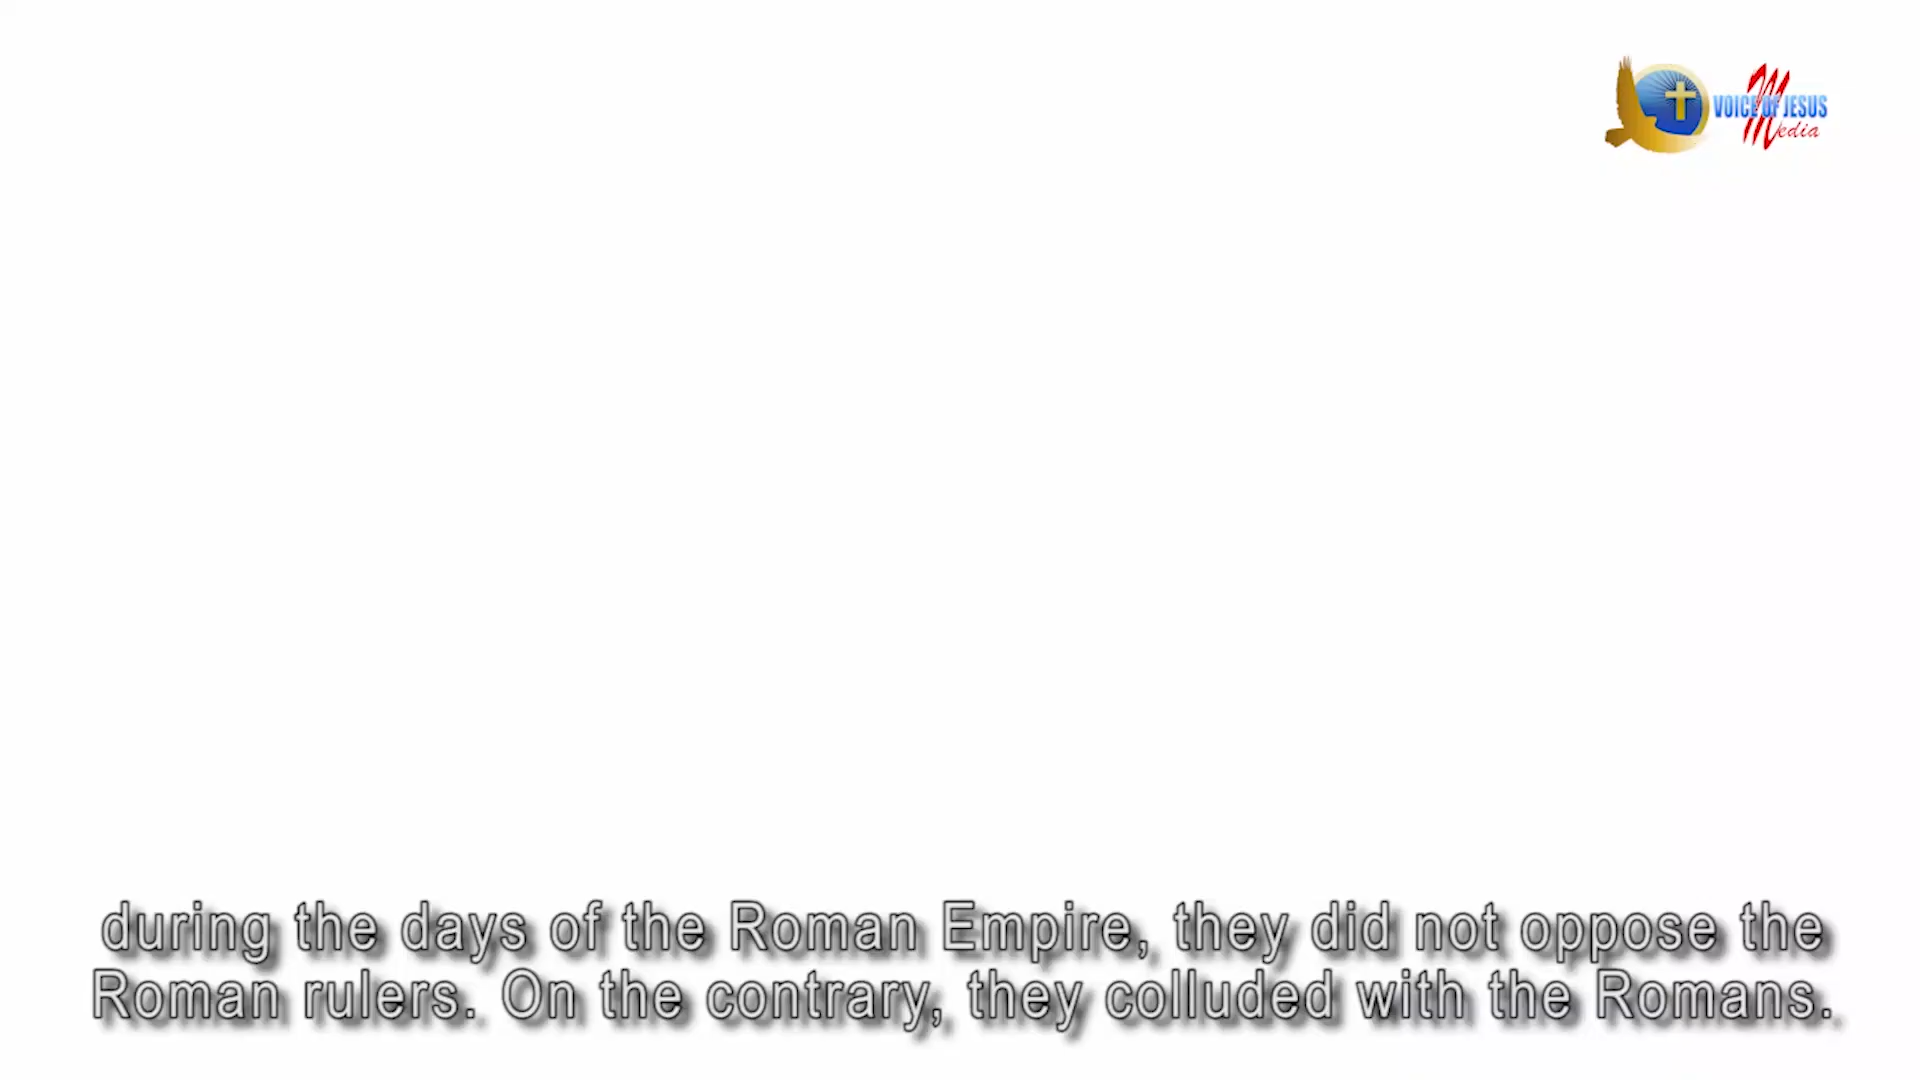 VOICE OF JESUS
Media
during the days of the Roman Empire, they did not oppose the
Roman rulers. On the contrary, they colluded with the Romans.